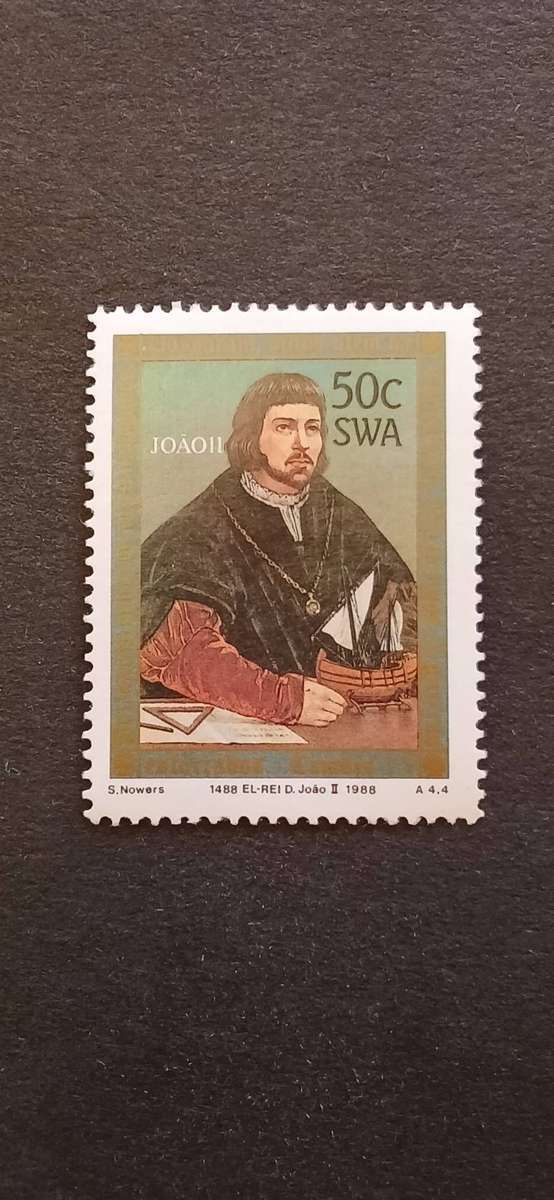 50C
SWA
JOÃO II
S.Nowers 1488 EL-REI D. João II 1988 A 4,4